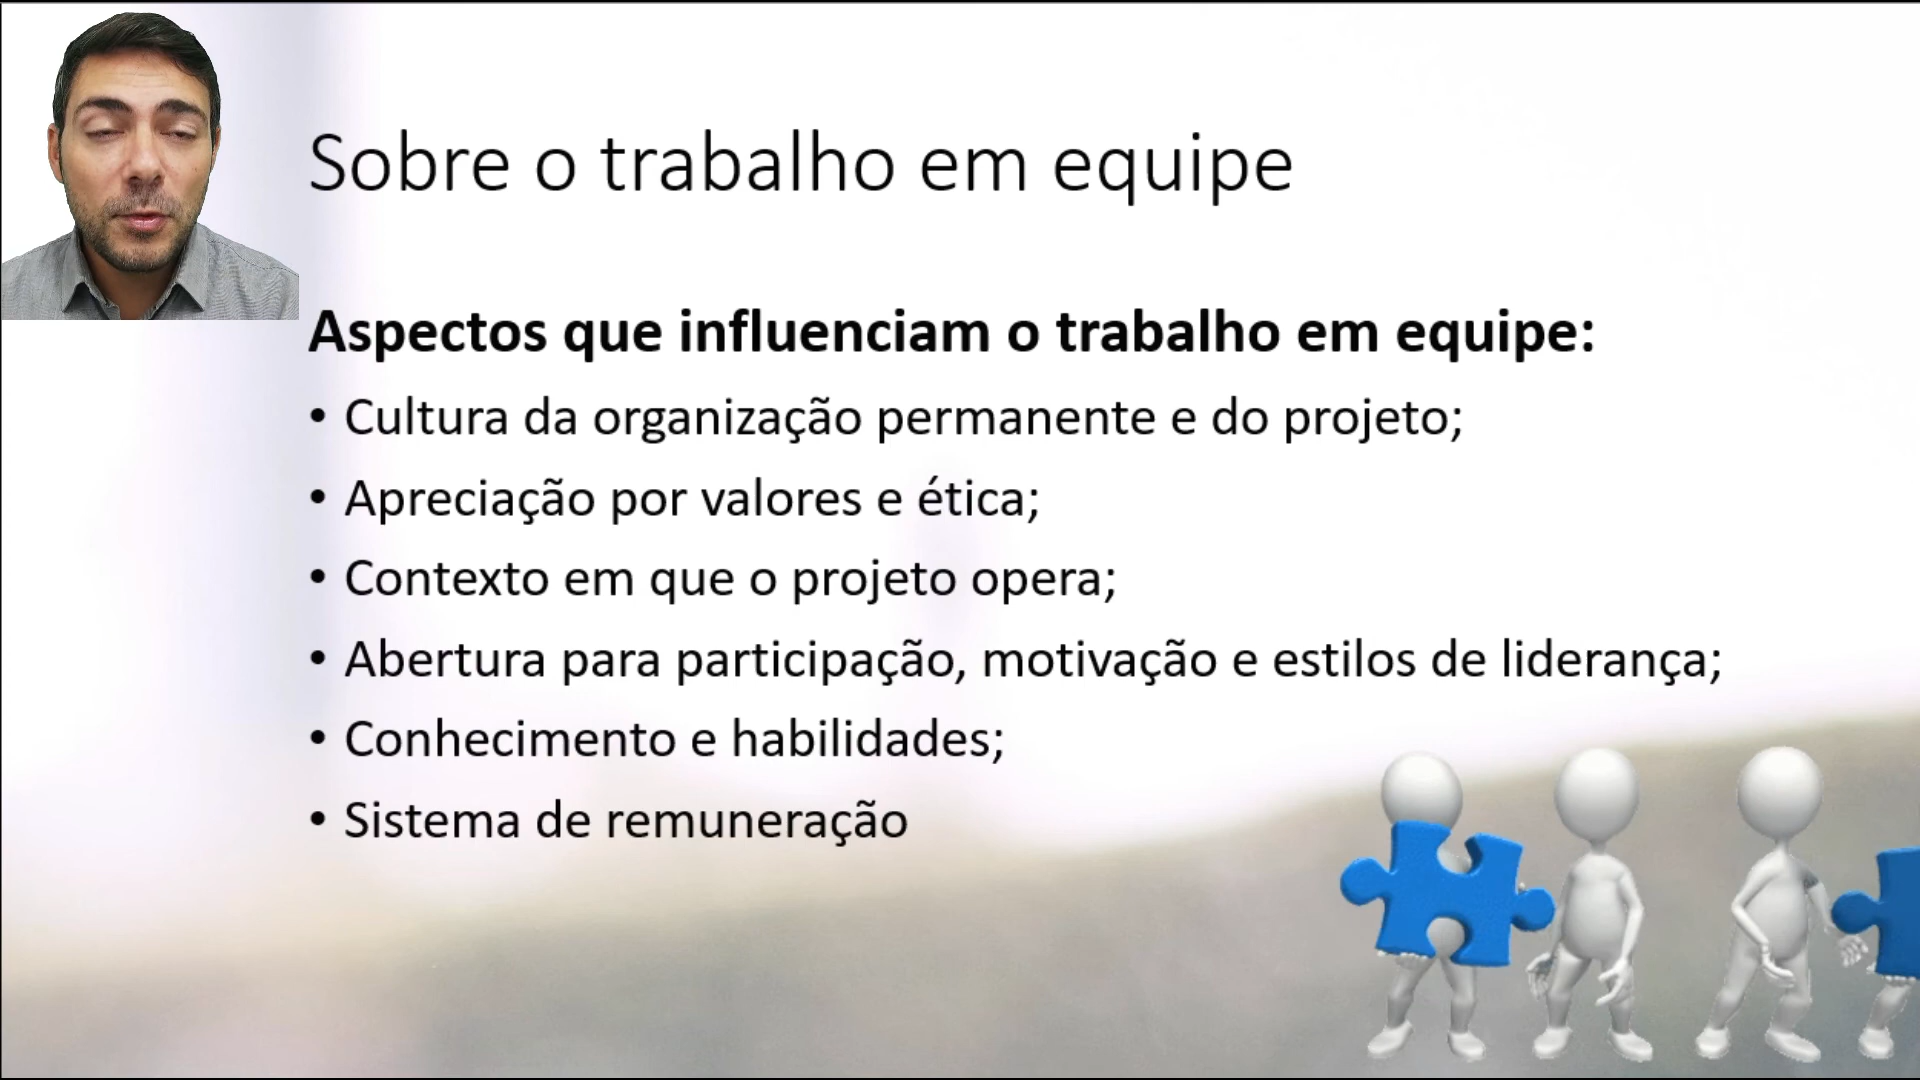 Sobre o trabalho em equipe
Aspectos que influenciam o trabalho em equipe:
• Cultura da organização permanente e do projeto;
• Apreciação por valores e ética;
• Contexto em que o projeto opera;
• Abertura para participação, motivação e estilos de liderança;
• Conhecimento e habilidades;
• Sistema de remuneração